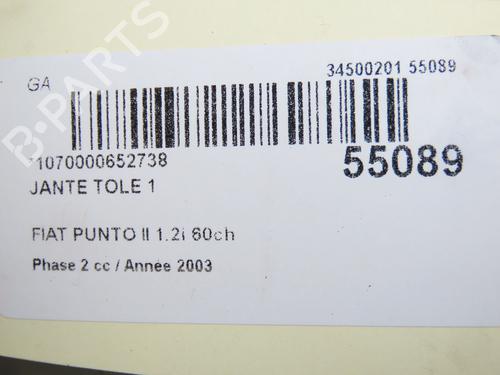 GA
34500201 55089
11070000652738
55089
JANTE TOLE 1
FIAT PUNTO II 1.2i 60ch
Phase 2 cc / Année 2003
B-PARTS